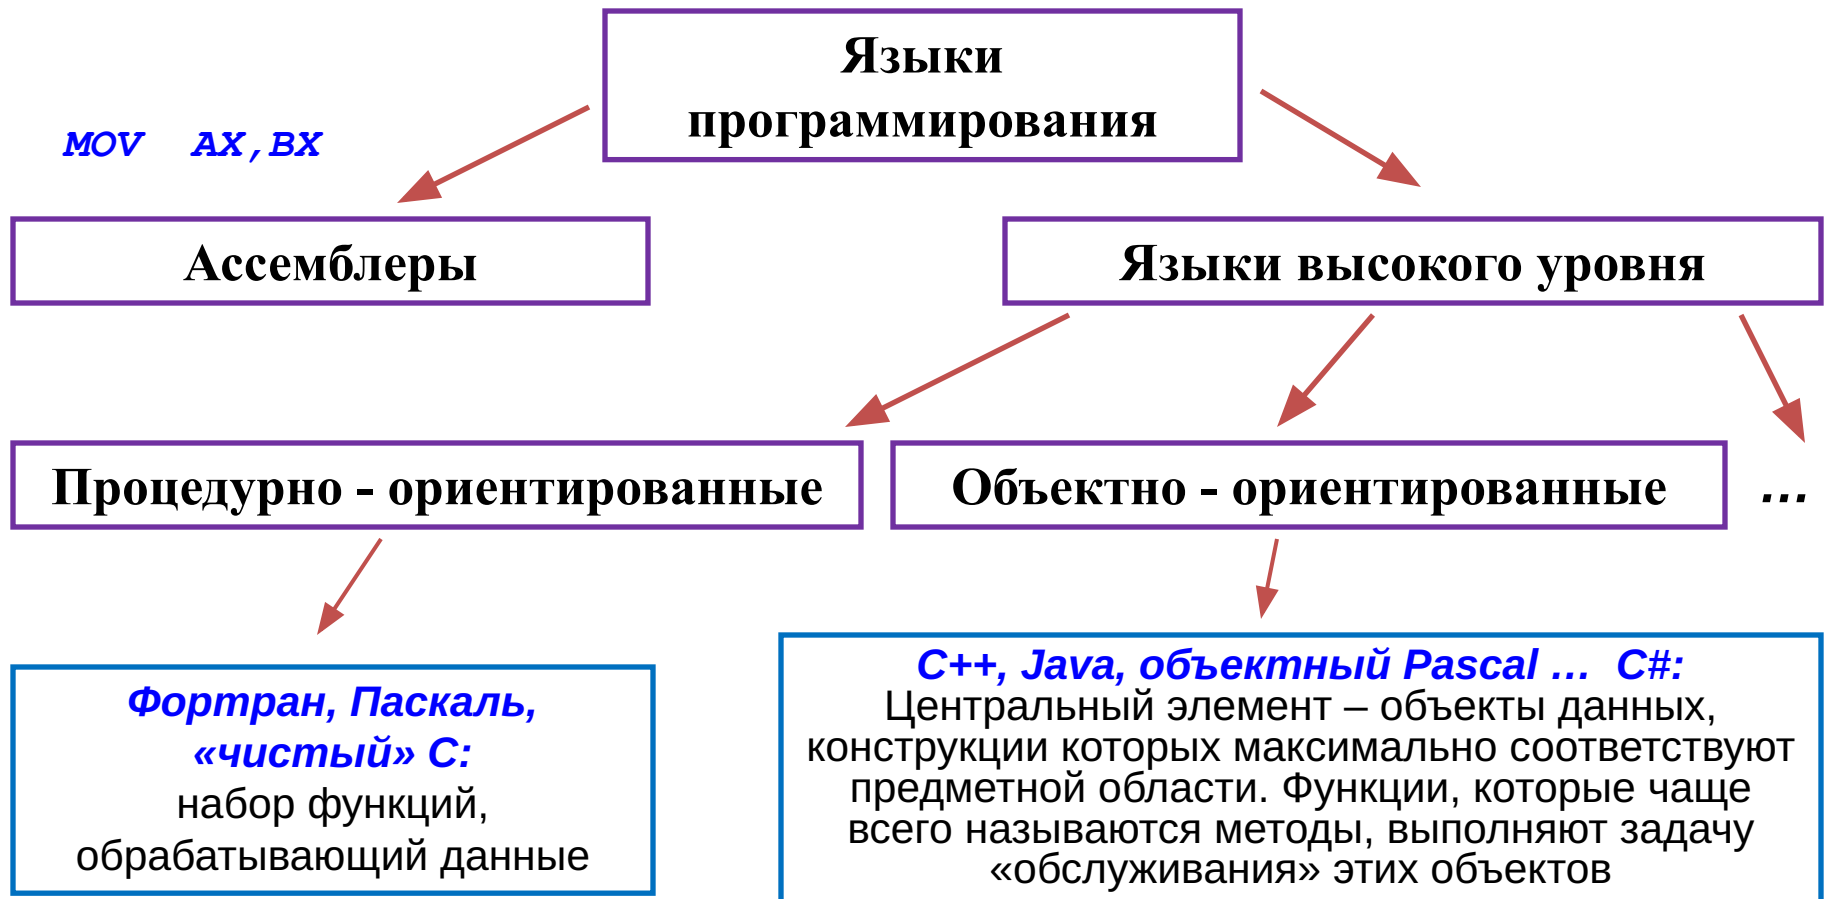 Языки
программирования
MOV AX,BX
Ассемблеры
Языки высокого уровня
Процедурно - ориентированные
Объектно - ориентированные
...
Фортран, Паскаль,
«чистый» С:
набор функций,
обрабатывающий данные
C++, Java, объектный Pascal … C#:
Центральный элемент – объекты данных,
конструкции которых максимально соответствуют
предметной области. Функции, которые чаще
всего называются методы, выполняют задачу
«обслуживания» этих объектов